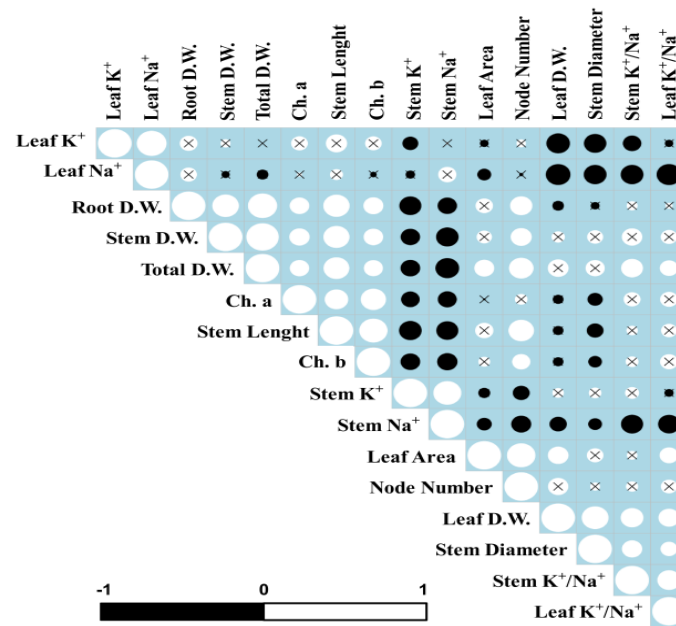 Leaf K⁺
Leaf Na⁺
Root D.W.
Stem D.W.
Total D.W.
Ch. a
Stem Lenght
Ch. b
Stem K⁺
Stem Na⁺
Leaf Area
Node Number
Leaf D.W.
Stem Diameter
Stem K⁺/Na⁺
Leaf K⁺/Na⁺
Leaf K⁺
Leaf Na⁺
Root D.W.
Stem D.W.
Total D.W.
Ch. a
Stem Lenght
Ch. b
Stem K⁺
Stem Na⁺
Leaf Area
Node Number
Leaf D.W.
Stem Diameter
Stem K⁺/Na⁺
Leaf K⁺/Na⁺
-1 0 1